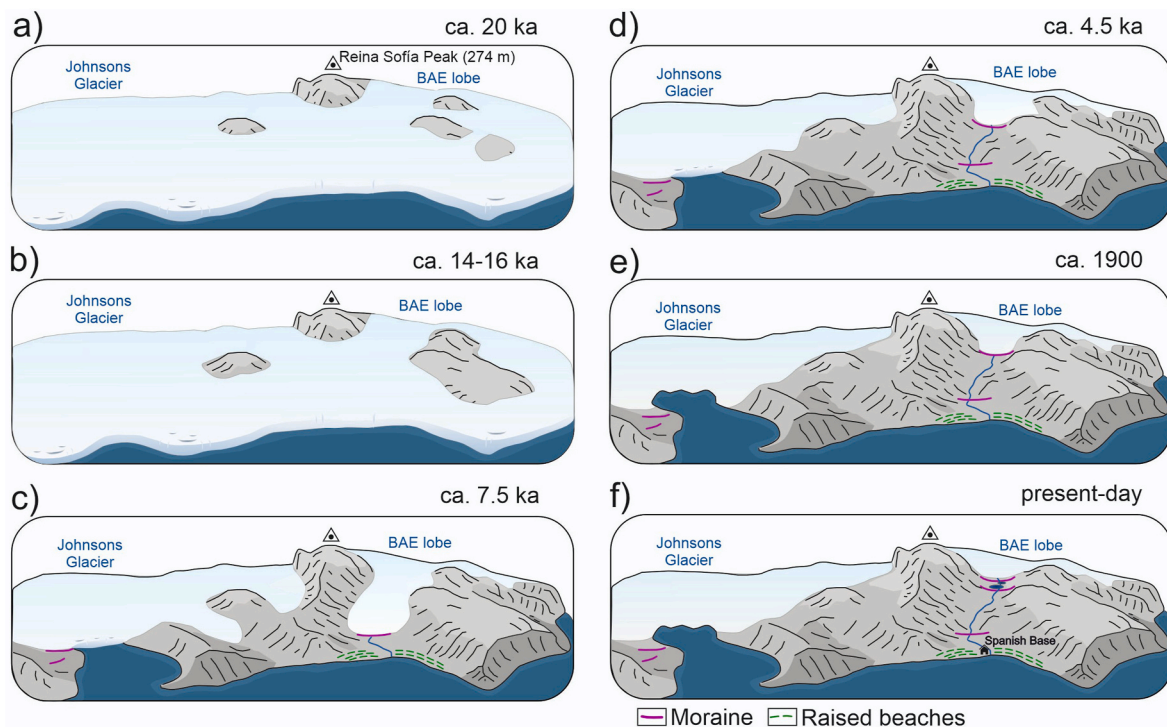 a)
ca. 20 ka
Reina Sofía Peak (274 m)
Johnsons
Glacier
BAE lobe
b)
ca. 14-16 ka
Johnsons
Glacier
BAE lobe
c)
ca. 7.5 ka
Johnsons
Glacier
BAE lobe
d)
ca. 4.5 ka
Johnsons
Glacier
BAE lobe
e)
ca. 1900
Johnsons
Glacier
BAE lobe
f)
present-day
Johnsons
Glacier
BAE lobe
Spanish Base
Moraine
Raised beaches